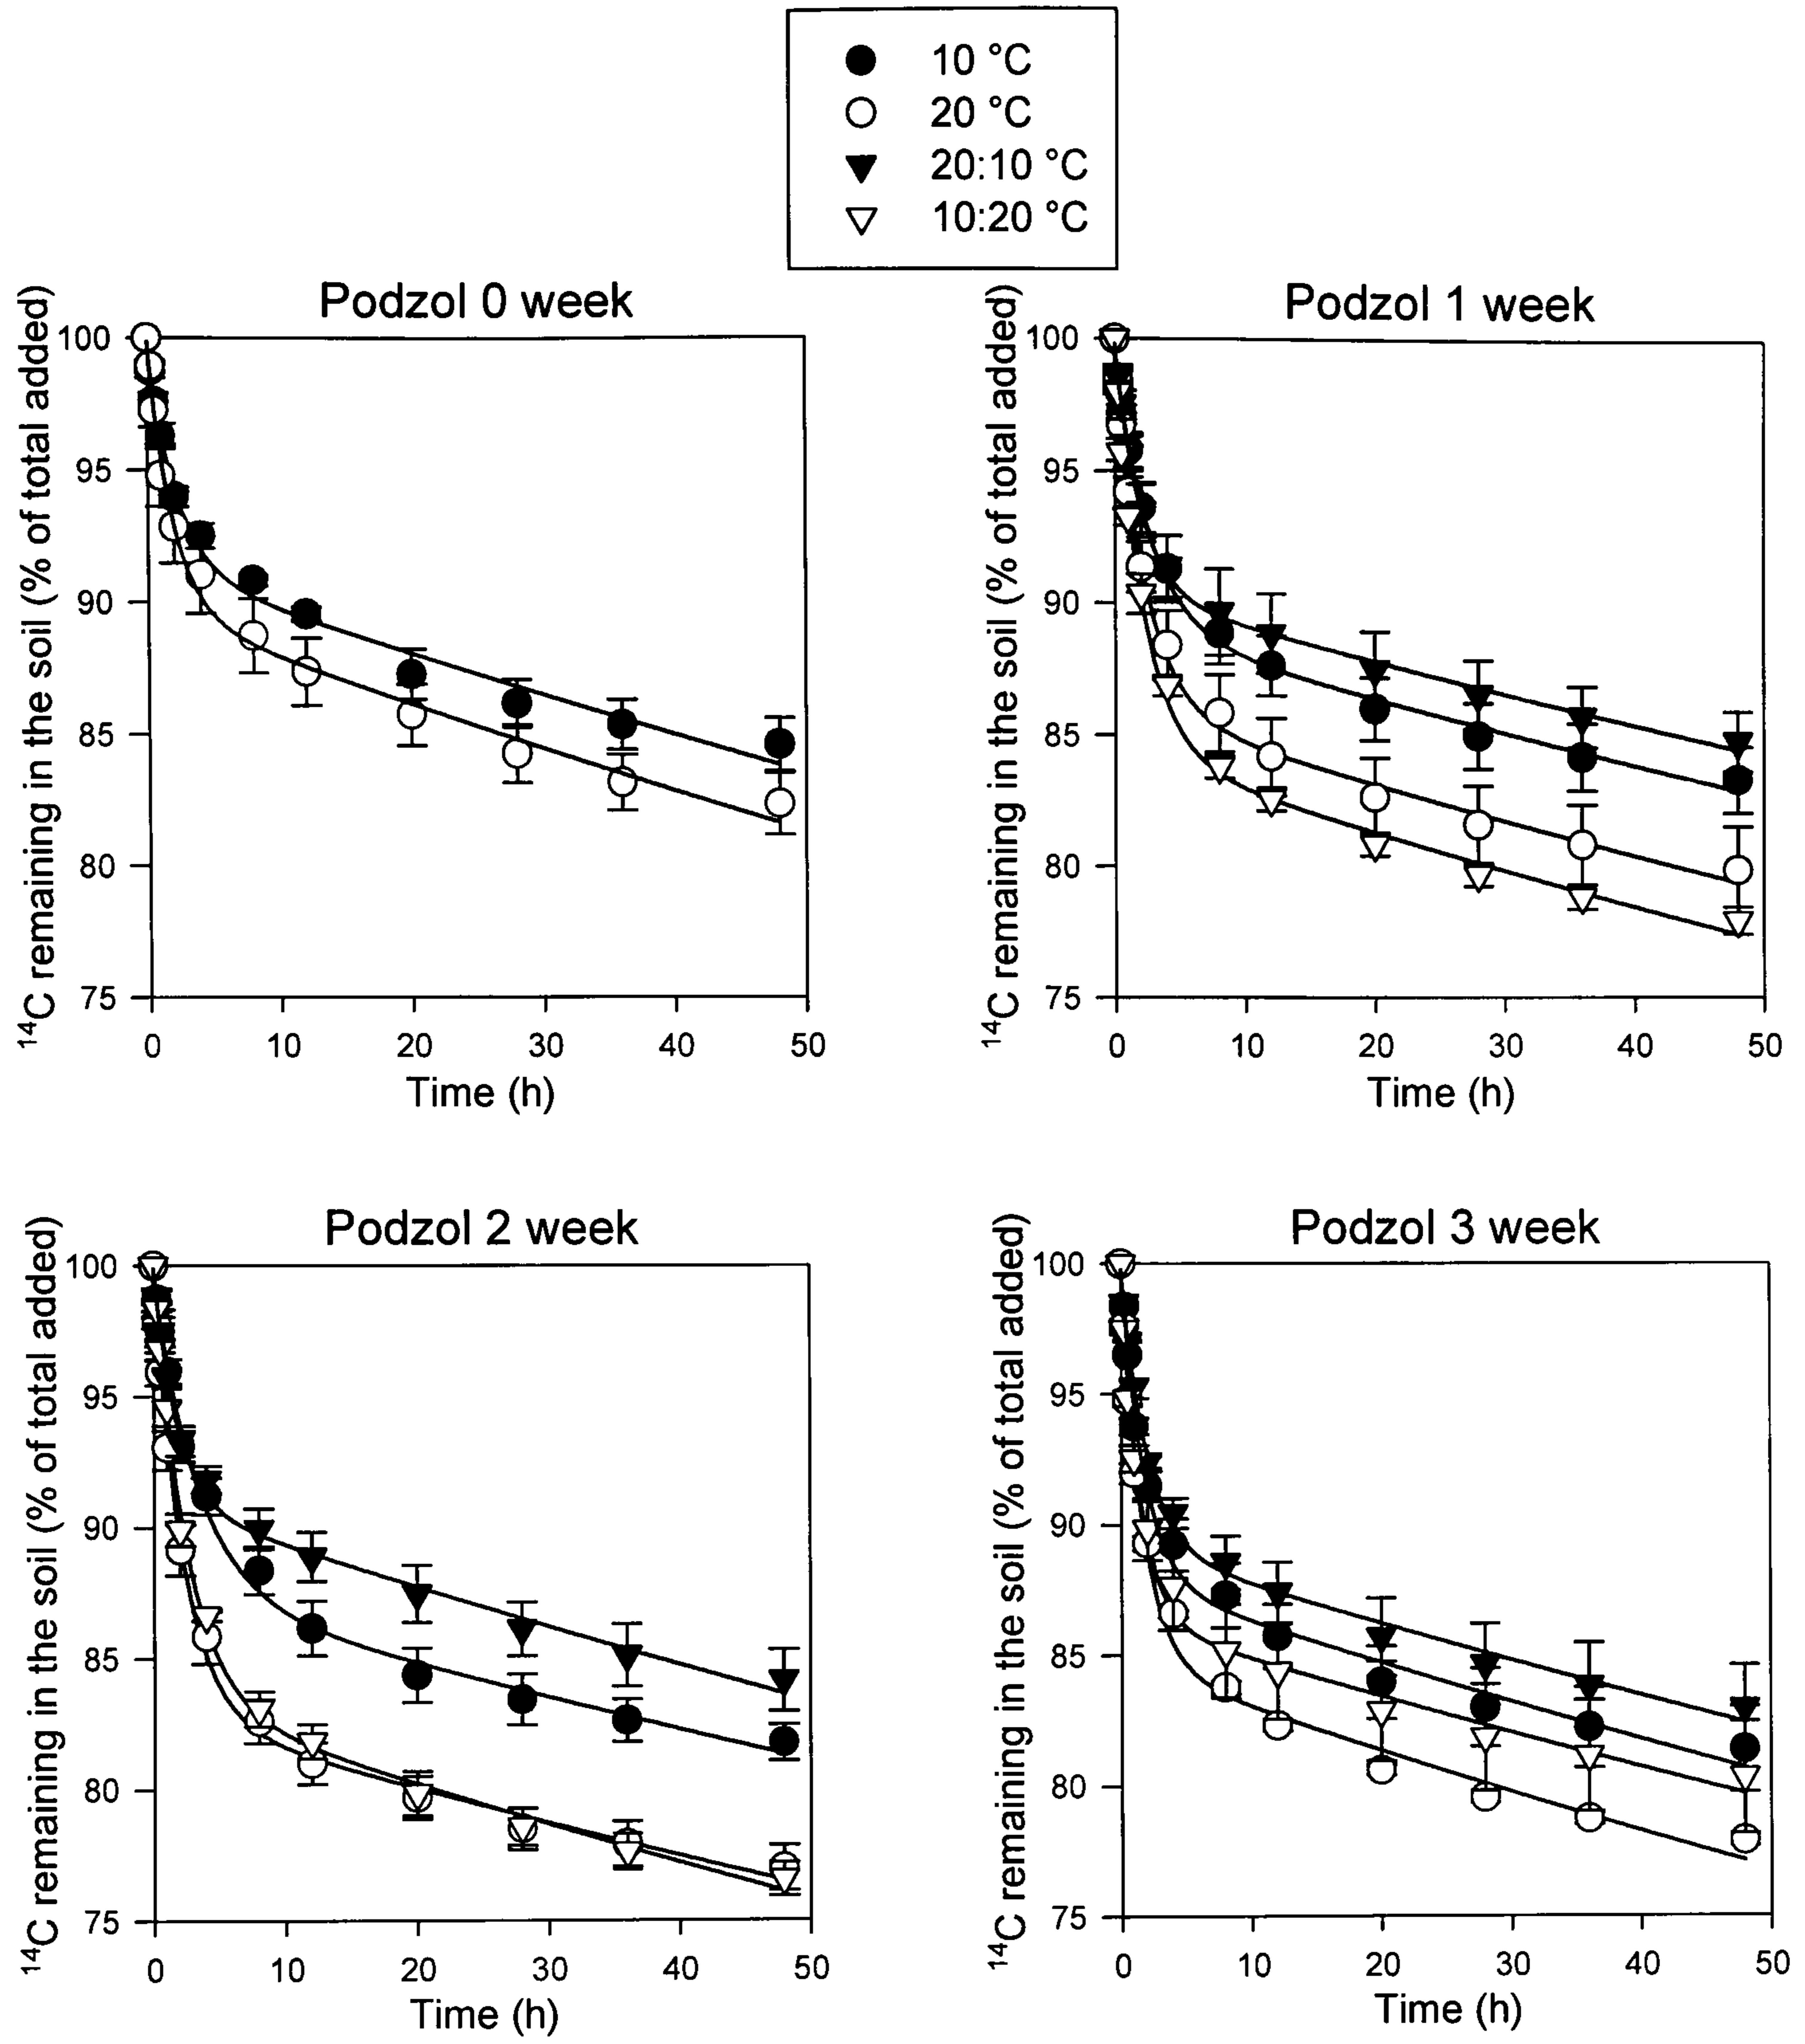 10 °C
20 °C
20:10 °C
10:20 °C
Podzol 0 week
Podzol 1 week
¹⁴C remaining in the soil (% of total added)
100
95
90
85
80
75
0 10 20 30 40 50
Time (h)
¹⁴C remaining in the soil (% of total added)
100
95
90
85
80
75
0 10 20 30 40 50
Time (h)
Podzol 2 week
Podzol 3 week
¹⁴C remaining in the soil (% of total added)
100
95
90
85
80
75
0 10 20 30 40 50
Time (h)
¹⁴C remaining in the soil (% of total added)
100
95
90
85
80
75
0 10 20 30 40 50
Time (h)